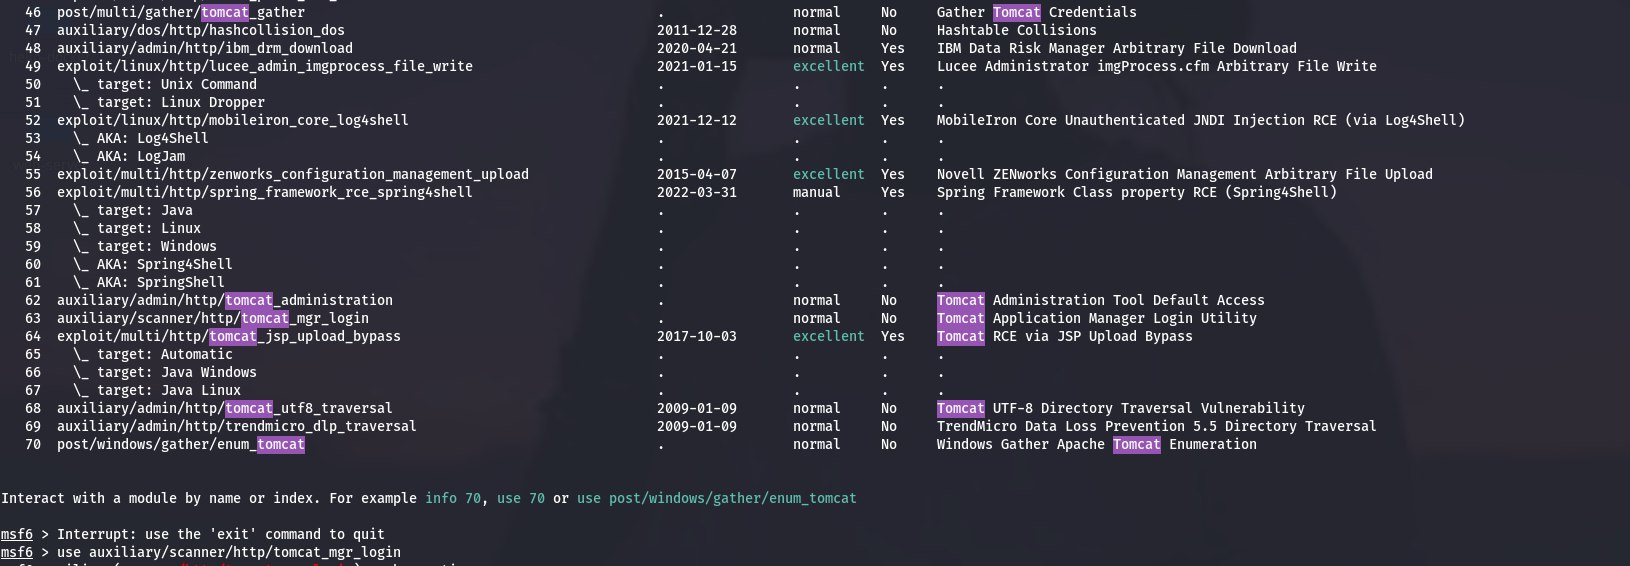 46 post/multi/gather/tomcat_gather . normal No Gather Tomcat Credentials
47 auxiliary/dos/http/hashcollision_dos 2011-12-28 normal No Hashtable Collisions
48 auxiliary/admin/http/ibm_drm_download 2020-04-21 normal Yes IBM Data Risk Manager Arbitrary File Download
49 exploit/linux/http/lucee_admin_imgprocess_file_write 2021-01-15 excellent Yes Lucee Administrator imgProcess.cfm Arbitrary File Write
50 \_ target: Unix Command . . . .
51 \_ target: Linux Dropper . . . .
52 exploit/linux/http/mobileiron_core_log4shell 2021-12-12 excellent Yes MobileIron Core Unauthenticated JNDI Injection RCE (via Log4Shell)
53 \_ AKA: Log4Shell . . . .
54 \_ AKA: LogJam . . . .
55 exploit/multi/http/zenworks_configuration_management_upload 2015-04-07 excellent Yes Novell ZENworks Configuration Management Arbitrary File Upload
56 exploit/multi/http/spring_framework_rce_spring4shell 2022-03-31 manual Yes Spring Framework Class property RCE (Spring4Shell)
57 \_ target: Java . . . .
58 \_ target: Linux . . . .
59 \_ target: Windows . . . .
60 \_ AKA: Spring4Shell . . . .
61 \_ AKA: SpringShell . . . .
62 auxiliary/admin/http/tomcat_administration . normal No Tomcat Administration Tool Default Access
63 auxiliary/scanner/http/tomcat_mgr_login . normal No Tomcat Application Manager Login Utility
64 exploit/multi/http/tomcat_jsp_upload_bypass 2017-10-03 excellent Yes Tomcat RCE via JSP Upload Bypass
65 \_ target: Automatic . . . .
66 \_ target: Java Windows . . . .
67 \_ target: Java Linux . . . .
68 auxiliary/admin/http/tomcat_utf8_traversal 2009-01-09 normal No Tomcat UTF-8 Directory Traversal Vulnerability
69 auxiliary/admin/http/trendmicro_dlp_traversal 2009-01-09 normal No TrendMicro Data Loss Prevention 5.5 Directory Traversal
70 post/windows/gather/enum_tomcat . normal No Windows Gather Apache Tomcat Enumeration
Interact with a module by name or index. For example info 70, use 70 or use post/windows/gather/enum_tomcat
msf6 > Interrupt: use the 'exit' command to quit
msf6 > use auxiliary/scanner/http/tomcat_mgr_login